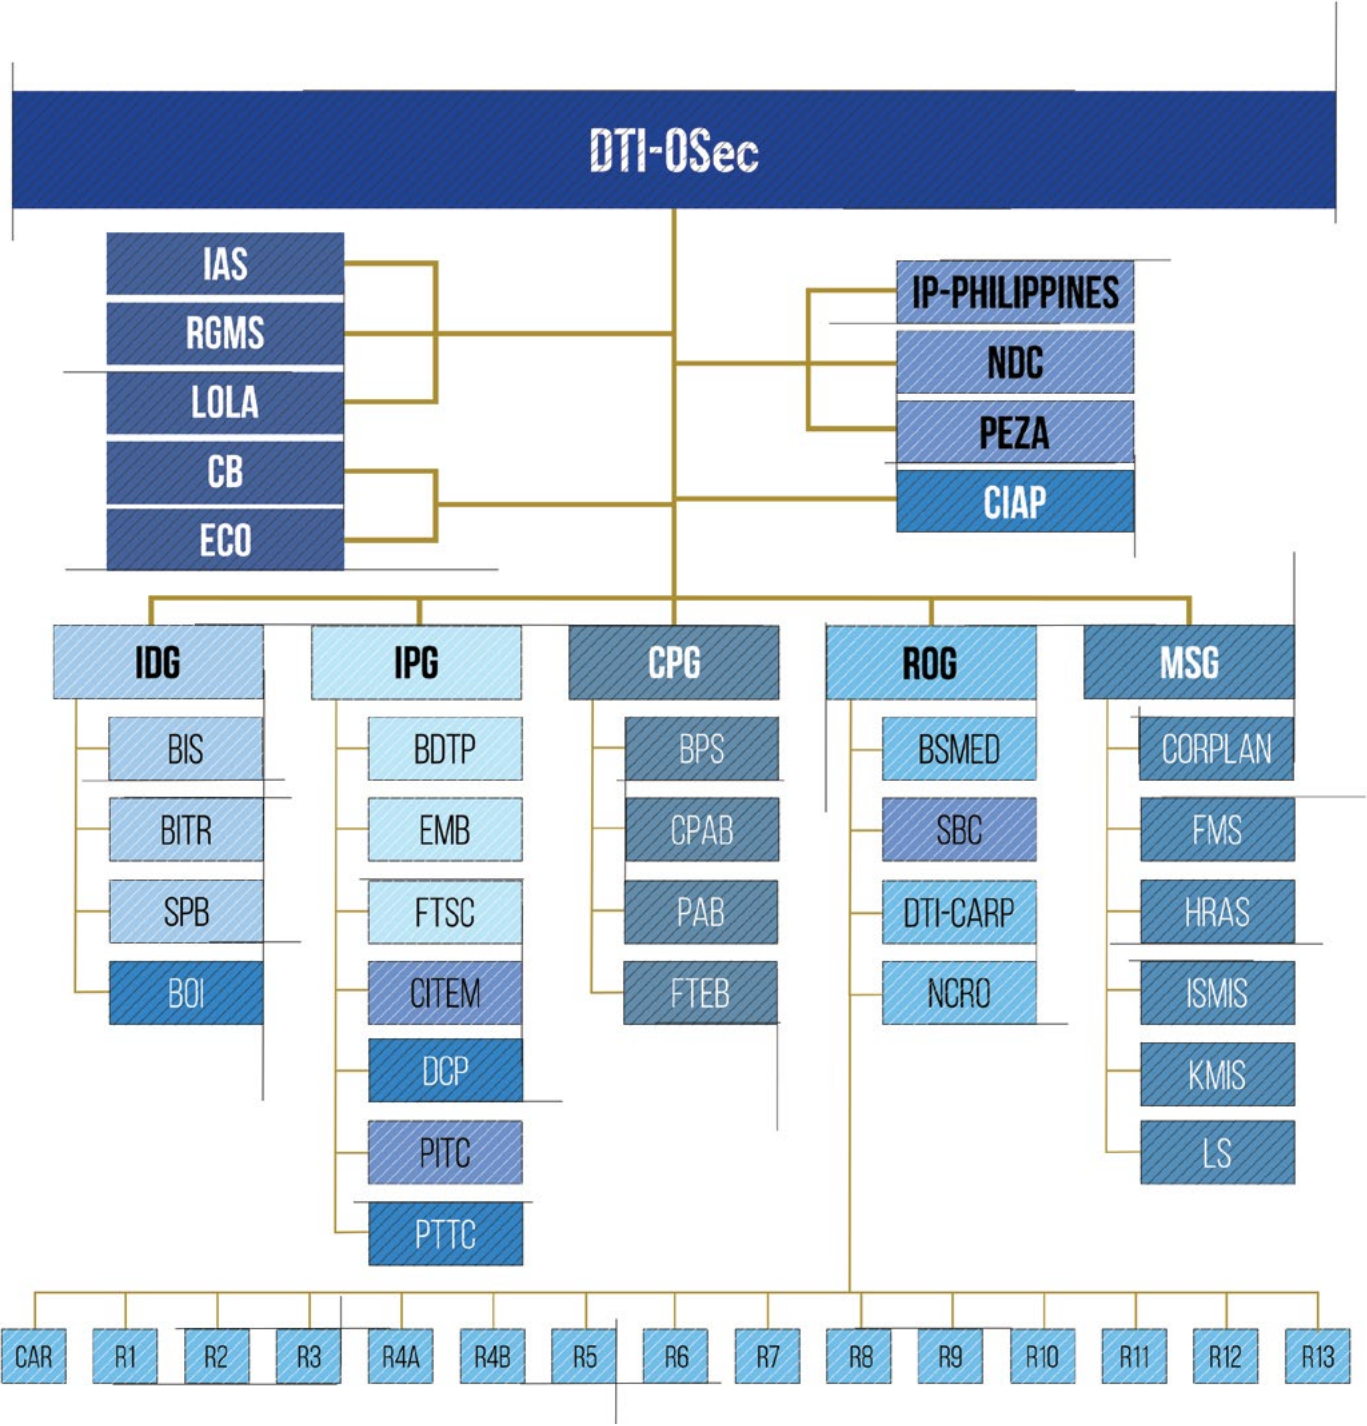 DTI-OSec
IAS
RGMS
LOLA
CB
ECO
IP-PHILIPPINES
NDC
PEZA
CIAP
IDG
BIS
BITR
SPB
BOI
IPG
BDTP
EMB
FTSC
CITEM
DCP
PITC
PTTC
CPG
BPS
CPAB
PAB
FTEB
ROG
BSMED
SBC
DTI-CARP
NCRO
MSG
CORPLAN
FMS
HRAS
ISMIS
KMIS
LS
CAR
R1
R2
R3
R4A
R4B
R5
R6
R7
R8
R9
R10
R11
R12
R13